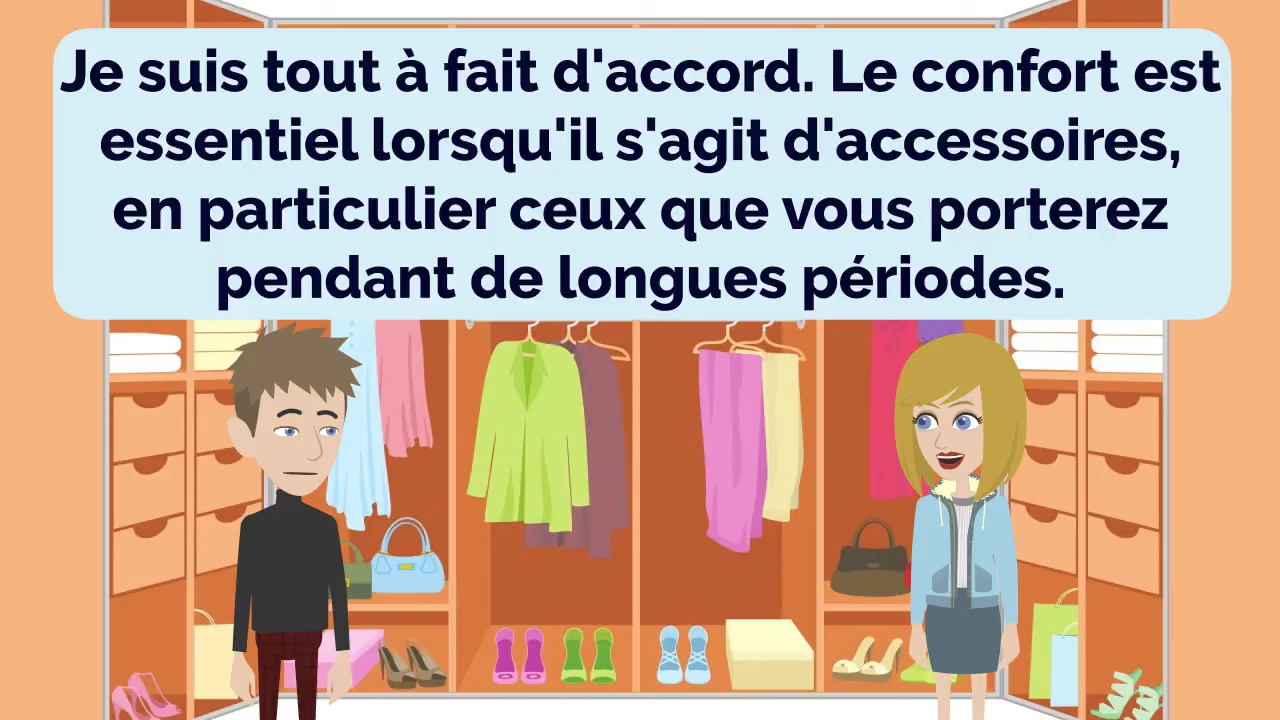 Je suis tout à fait d'accord. Le confort est
essentiel lorsqu'il s'agit d'accessoires,
en particulier ceux que vous porterez
pendant de longues périodes.